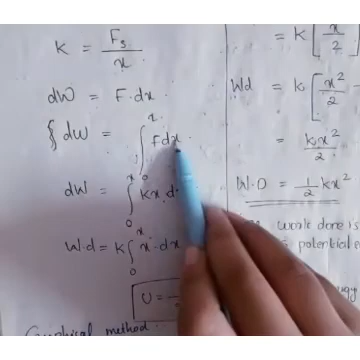 K = Fs/x
dW = F·dx
∫dW = ∫₀ˣ Fdx
dW = ∫₀ˣ Kx d
W·d = k∫₀ˣ x·dx
U =
Graphical method.
= K[x/2
Wd = k[x²/2 -
= kx²/2
W·D = 1/2 kx²
work done is
potential e